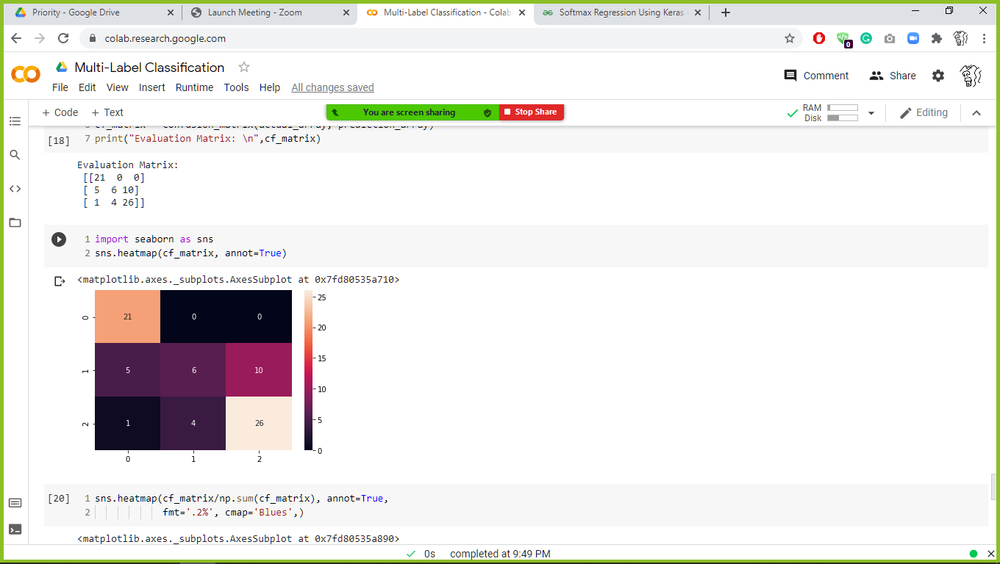 Priority - Google Drive
Launch Meeting - Zoom
Multi-Label Classification - Colab
Softmax Regression Using Keras
colab.research.google.com
0
Multi-Label Classification
File Edit View Insert Runtime Tools Help All changes saved
Comment
Share
+ Code + Text
You are screen sharing
Stop Share
RAM
Disk
Editing
6 cf_matrix = confusion_matrix(actual_array, prediction_array)
[18] 7 print("Evaluation Matrix: \n",cf_matrix)
Evaluation Matrix:
[[21 0 0]
[ 5 6 10]
[ 1 4 26]]
1 import seaborn as sns
2 sns.heatmap(cf_matrix, annot=True)
<matplotlib.axes._subplots.AxesSubplot at 0x7fd80535a710>
25
0 21 0 0
20
15
1 5 6 10
10
5
2 1 4 26
0
0 1 2
[20] 1 sns.heatmap(cf_matrix/np.sum(cf_matrix), annot=True,
2 fmt='.2%', cmap='Blues',)
<matplotlib.axes._subplots.AxesSubplot at 0x7fd80535a890>
0s completed at 9:49 PM